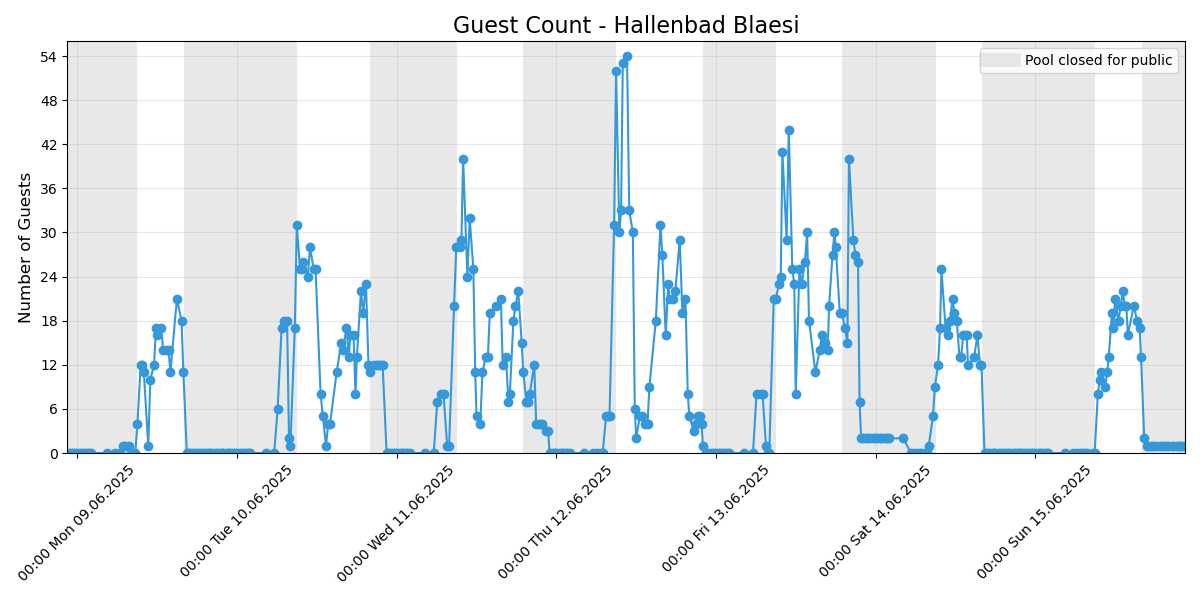 Guest Count - Hallenbad Blaesi
Pool closed for public
Number of Guests
54
48
42
36
30
24
18
12
6
0
00:00 Mon 09.06.2025
00:00 Tue 10.06.2025
00:00 Wed 11.06.2025
00:00 Thu 12.06.2025
00:00 Fri 13.06.2025
00:00 Sat 14.06.2025
00:00 Sun 15.06.2025